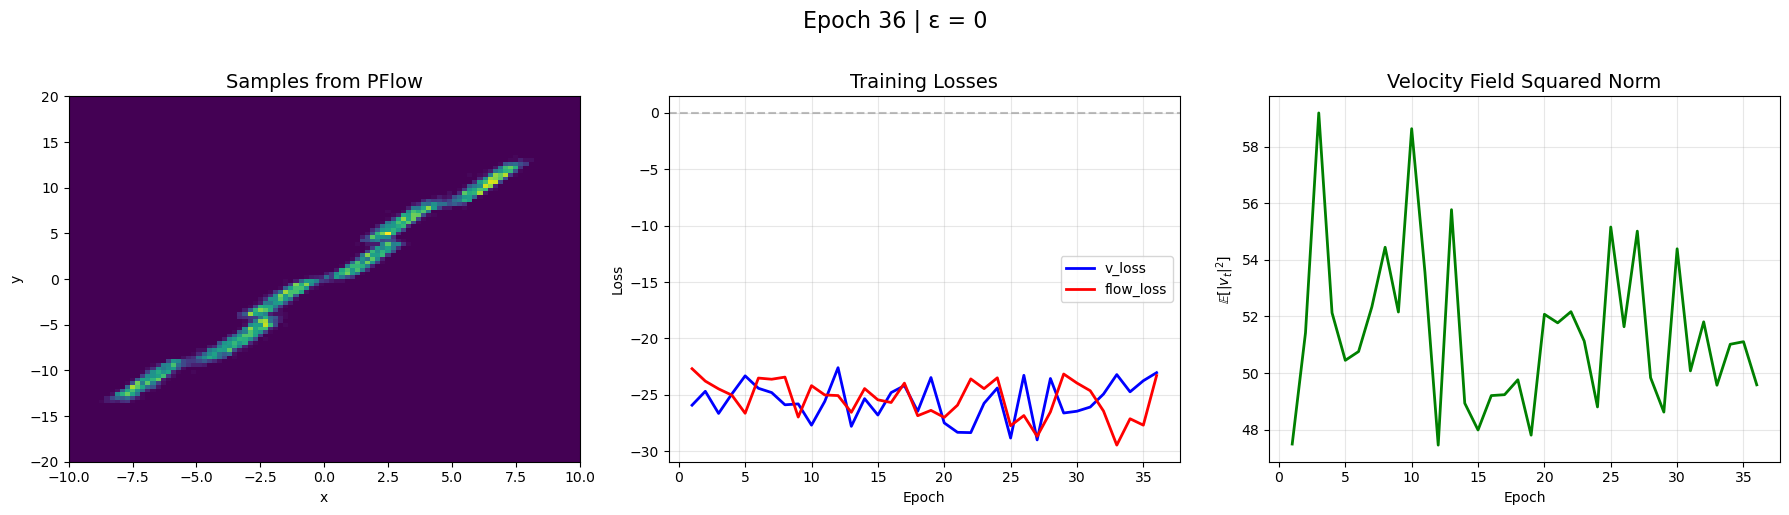 Epoch 36 | ε = 0
Samples from PFlow
20
15
10
5
0
−5
−10
−15
−20
y
−10.0 −7.5 −5.0 −2.5 0.0 2.5 5.0 7.5 10.0
x
Training Losses
0
−5
−10
−15
−20
−25
−30
Loss
v_loss
flow_loss
0 5 10 15 20 25 30 35
Epoch
Velocity Field Squared Norm
58
56
54
52
50
48
𝔼[|v_t|^2]
0 5 10 15 20 25 30 35
Epoch